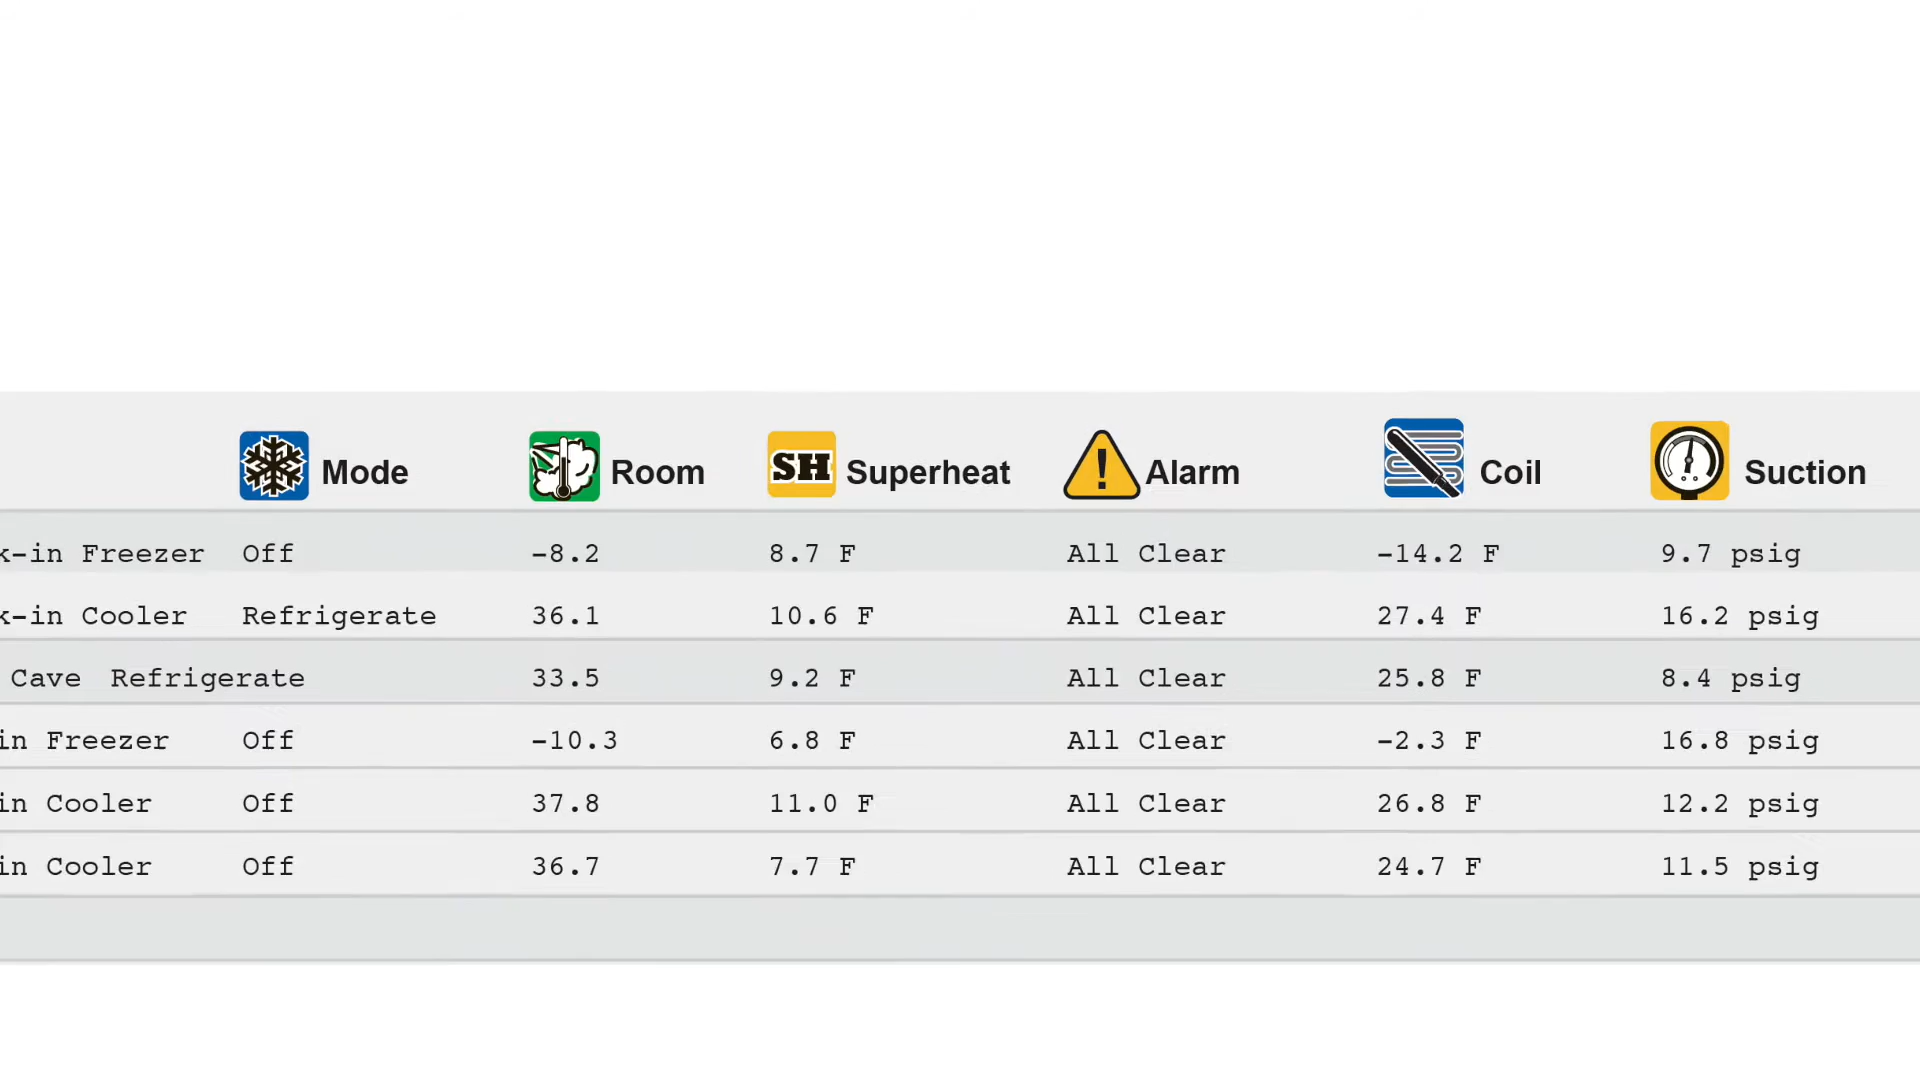 Mode Room SH Superheat ! Alarm Coil Suction
k-in Freezer Off -8.2 8.7 F All Clear -14.2 F 9.7 psig
k-in Cooler Refrigerate 36.1 10.6 F All Clear 27.4 F 16.2 psig
Cave Refrigerate 33.5 9.2 F All Clear 25.8 F 8.4 psig
in Freezer Off -10.3 6.8 F All Clear -2.3 F 16.8 psig
in Cooler Off 37.8 11.0 F All Clear 26.8 F 12.2 psig
in Cooler Off 36.7 7.7 F All Clear 24.7 F 11.5 psig